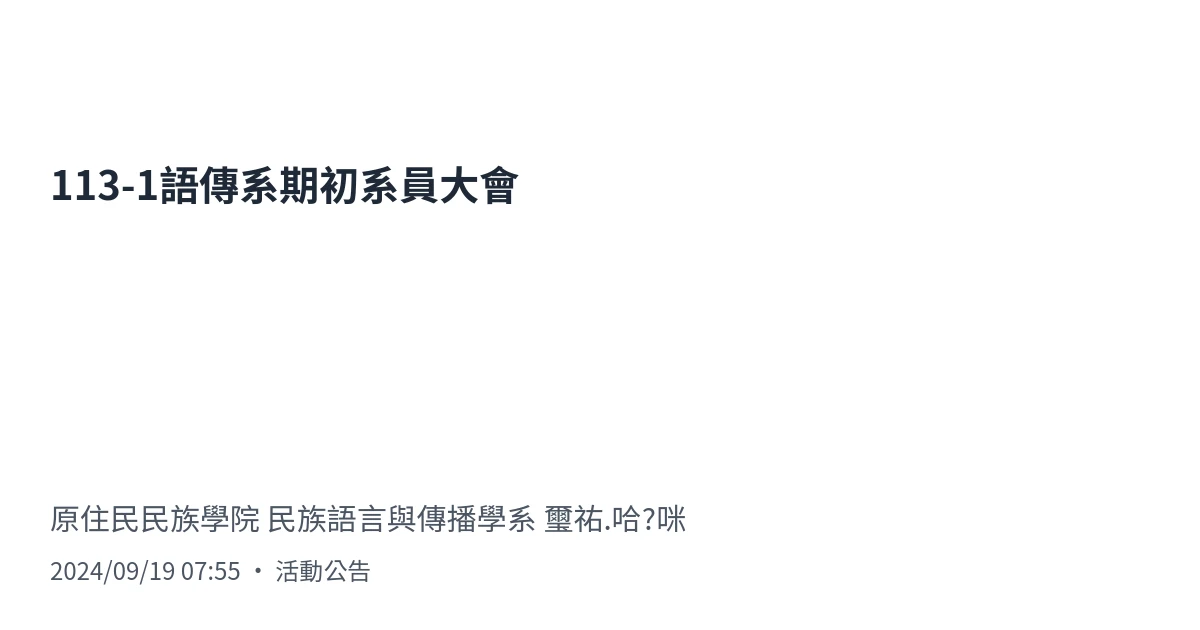 113-1語傳系期初系員大會
原住民民族學院 民族語言與傳播學系 璽祐.哈?咪
2024/09/19 07:55 ・ 活動公告